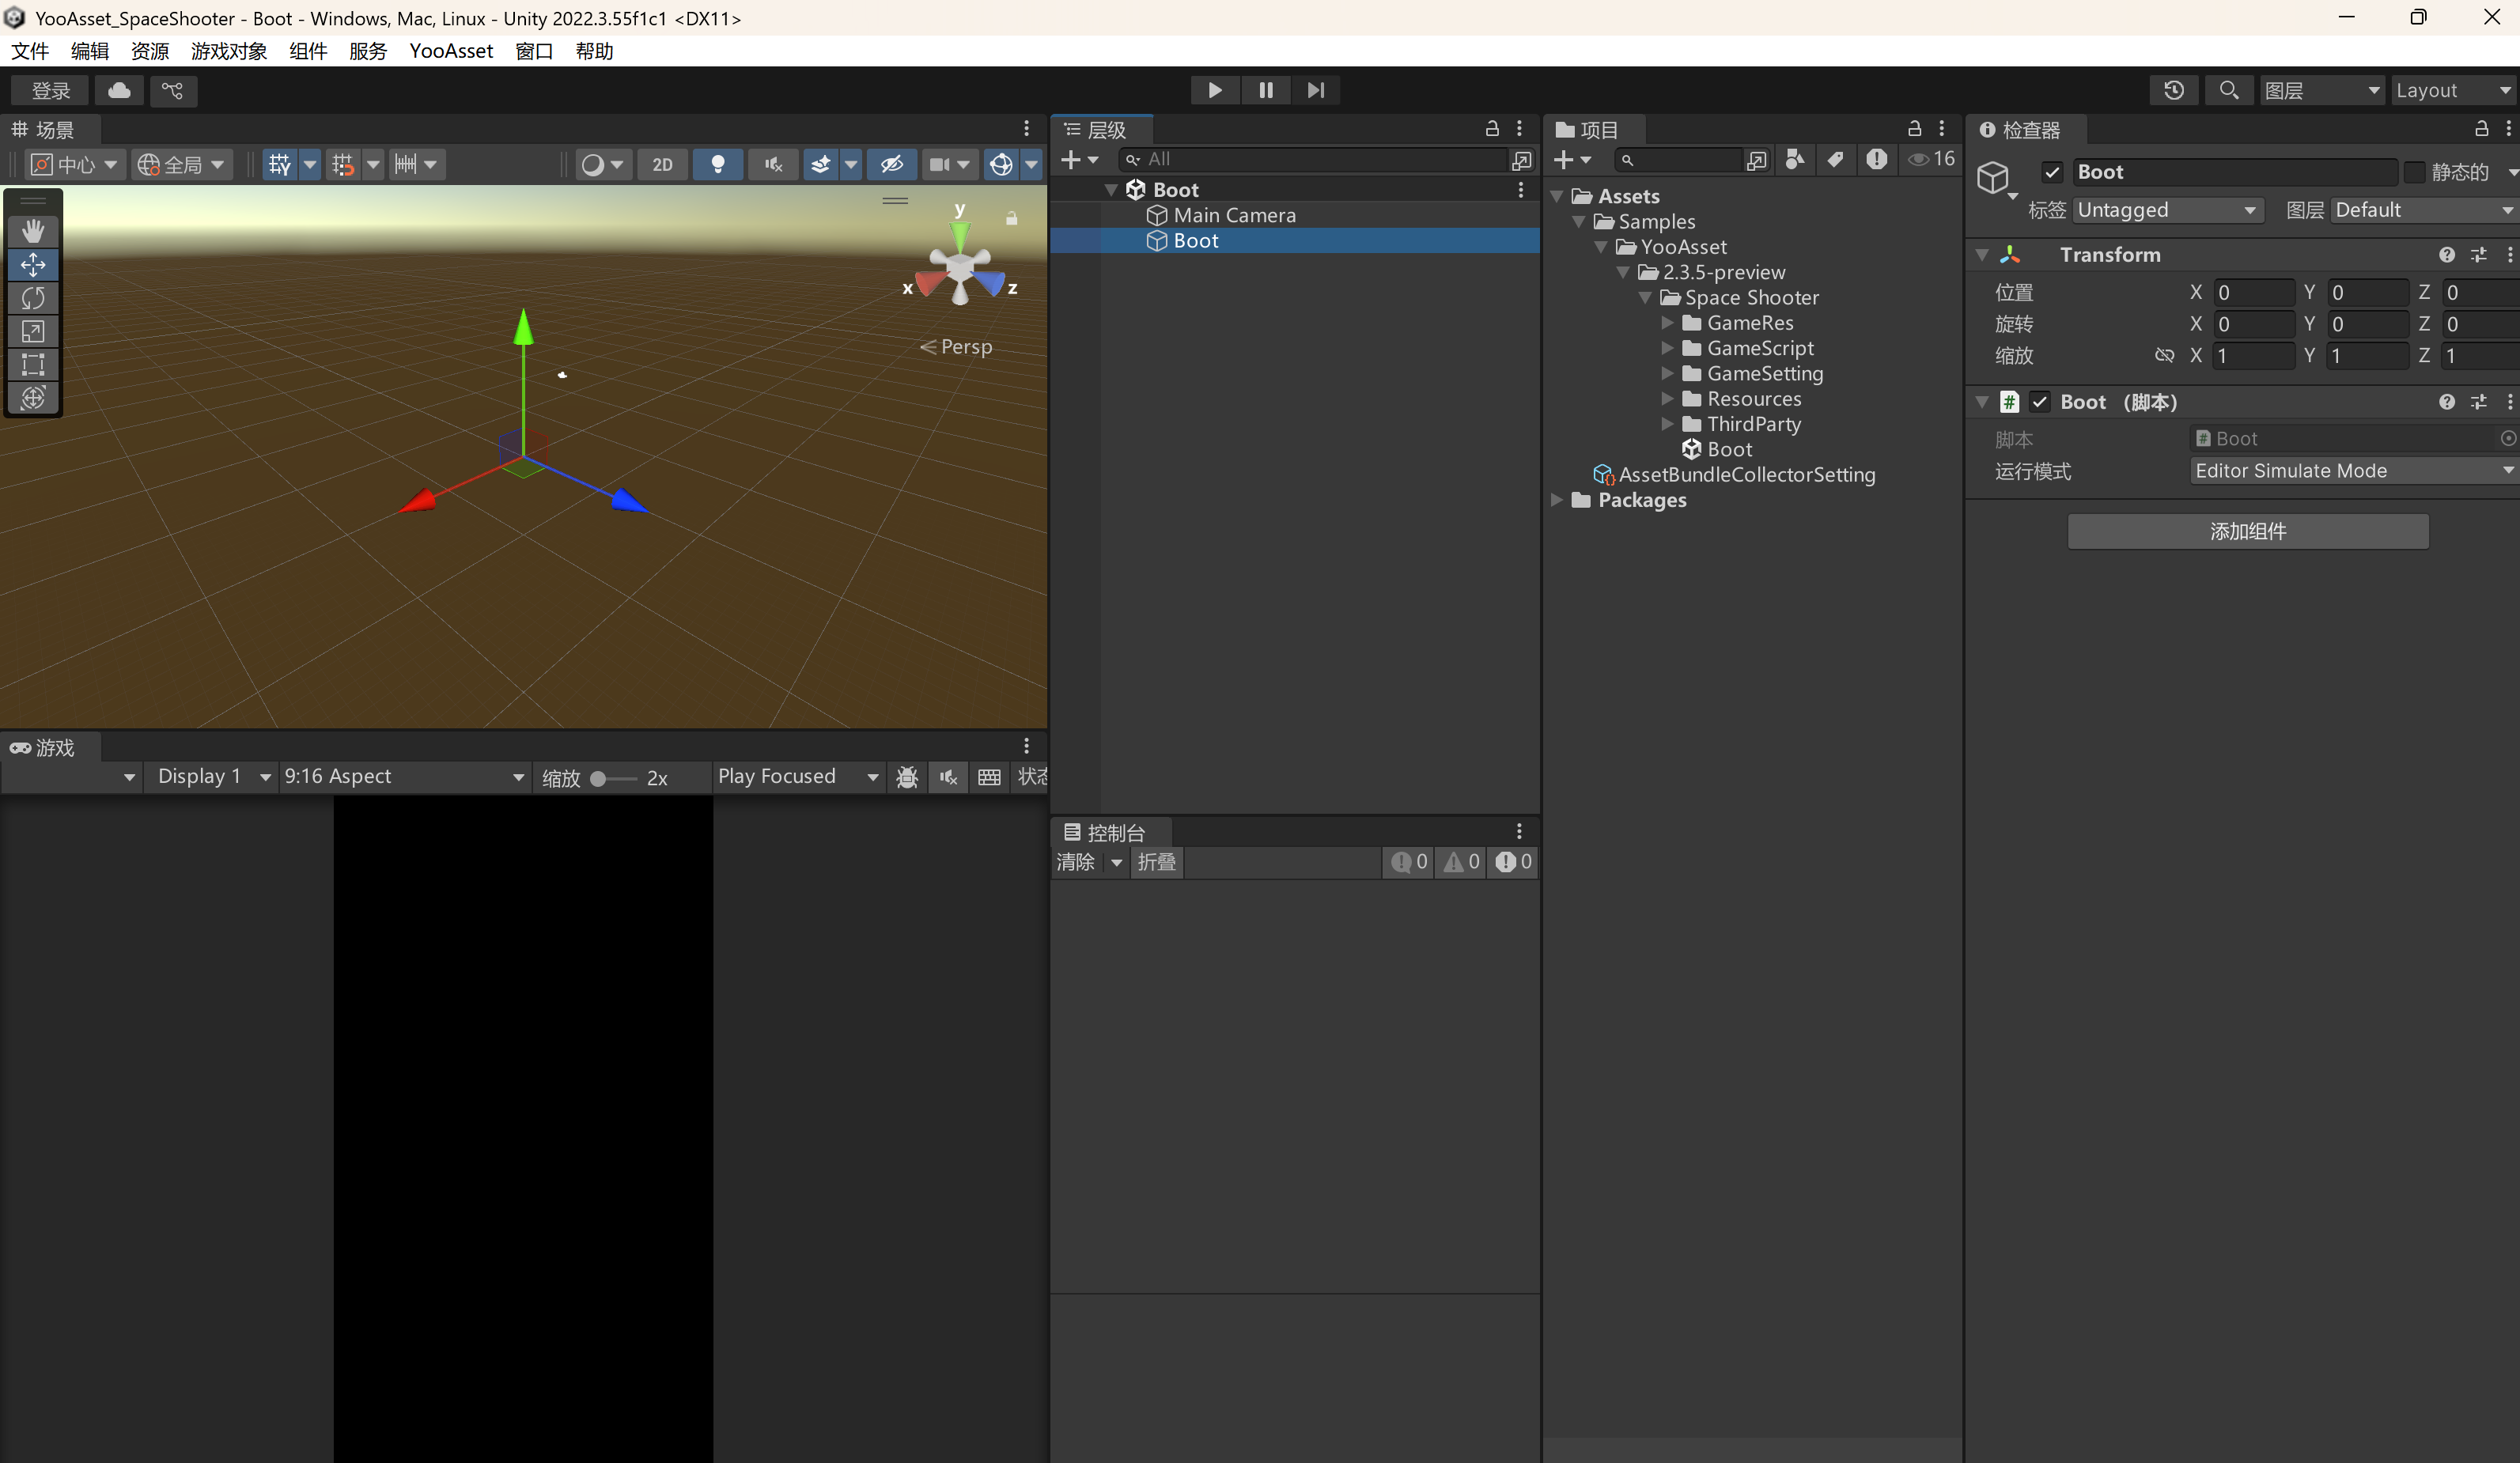 YooAsset_SpaceShooter - Boot - Windows, Mac, Linux - Unity 2022.3.55f1c1 <DX11>
文件 编辑 资源 游戏对象 组件 服务 YooAsset 窗口 帮助
登录
图层 Layout
场景
中心 全局 2D
y
x z
Persp
游戏
Display 1 9:16 Aspect 缩放 2x Play Focused 状态
层级
All
Boot
Main Camera
Boot
控制台
清除 折叠 0 0 0
项目
16
Assets
Samples
YooAsset
2.3.5-preview
Space Shooter
GameRes
GameScript
GameSetting
Resources
ThirdParty
Boot
AssetBundleCollectorSetting
Packages
检查器
Boot 静态的
标签 Untagged 图层 Default
Transform
位置 X 0 Y 0 Z 0
旋转 X 0 Y 0 Z 0
缩放 X 1 Y 1 Z 1
# Boot （脚本）
脚本 # Boot
运行模式 Editor Simulate Mode
添加组件